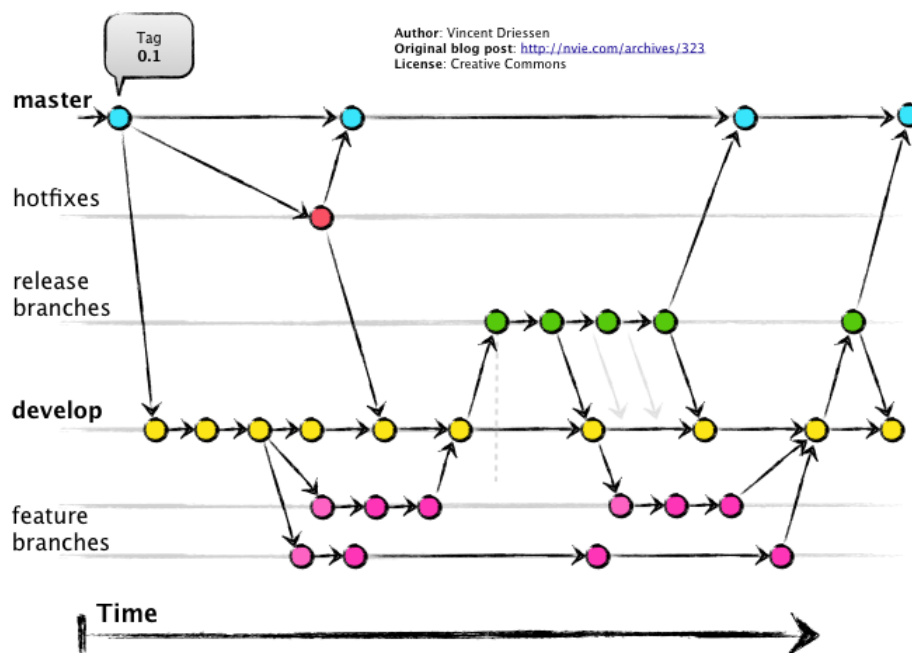 Tag
0.1
Author: Vincent Driessen
Original blog post: http://nvie.com/archives/323
License: Creative Commons
master
hotfixes
release
branches
develop
feature
branches
Time